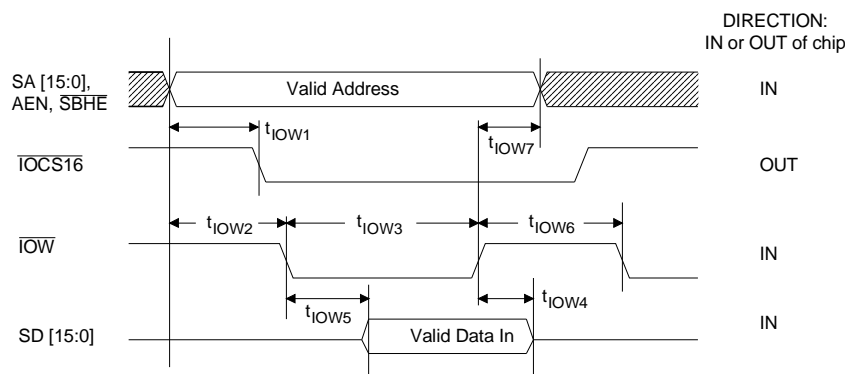 DIRECTION:
IN or OUT of chip
SA [15:0],
AEN, SBHE
Valid Address
IN
tIOW1
tIOW7
IOCS16
OUT
tIOW2
tIOW3
tIOW6
IOW
IN
tIOW5
tIOW4
SD [15:0]
Valid Data In
IN